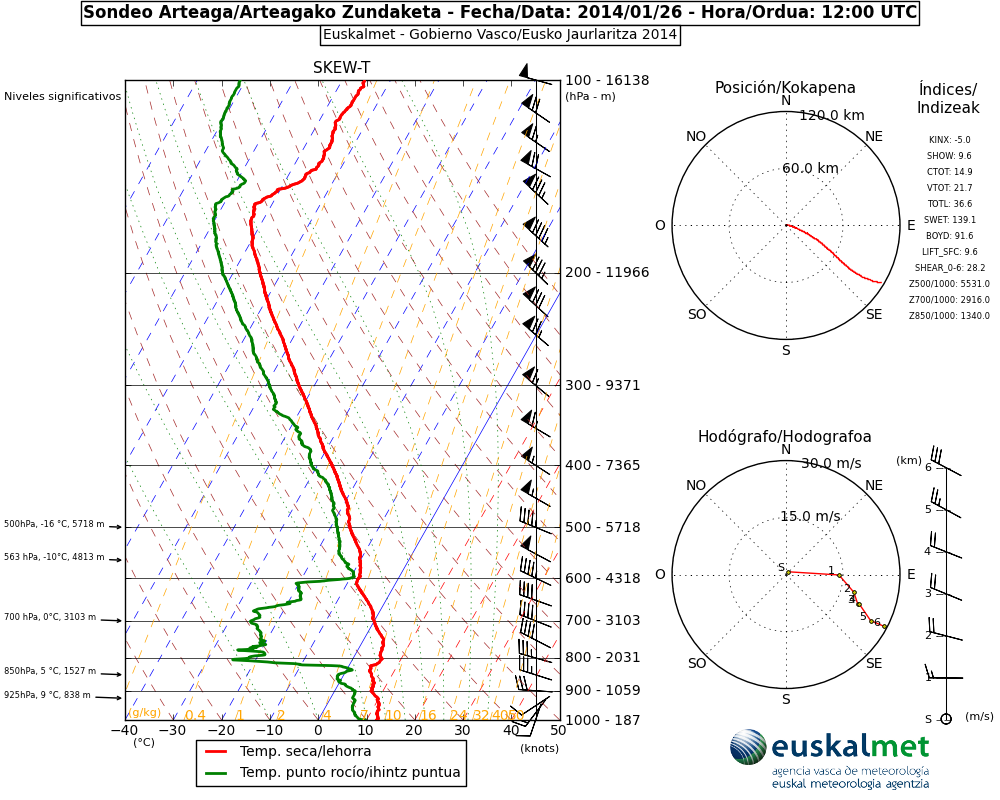 Sondeo Arteaga/Arteagako Zundaketa - Fecha/Data: 2014/01/26 - Hora/Ordua: 12:00 UTC
Euskalmet - Gobierno Vasco/Eusko Jaurlaritza 2014
SKEW-T
Niveles significativos
100 - 16138
(hPa - m)
200 - 11966
300 - 9371
400 - 7365
500 - 5718
600 - 4318
700 - 3103
800 - 2031
900 - 1059
1000 - 187
500hPa, -16 °C, 5718 m
563 hPa, -10°C, 4813 m
700 hPa, 0°C, 3103 m
850hPa, 5 °C, 1527 m
925hPa, 9 °C, 838 m
(g/kg) 0.4 1 2 4 7 10 16 24 32 40
−40 −30 −20 −10 0 10 20 30 40 50
(°C)
(knots)
Temp. seca/lehorra
Temp. punto rocío/ihintz puntua
Posición/Kokapena
N
120.0 km
NO
NE
60.0 km
O
E
SO
SE
S
Índices/
Indizeak
KINX: -5.0
SHOW: 9.6
CTOT: 14.9
VTOT: 21.7
TOTL: 36.6
SWET: 139.1
BOYD: 91.6
LIFT_SFC: 9.6
SHEAR_0-6: 28.2
Z500/1000: 5531.0
Z700/1000: 2916.0
Z850/1000: 1340.0
Hodógrafo/Hodografoa
N
30.0 m/s
NO
NE
15.0 m/s
S 1
O
E
2
5 6
SO
SE
S
(km)
6
5
4
3
2
1
S
(m/s)
euskalmet
agencia vasca de meteorología
euskal meteorologia agentzia